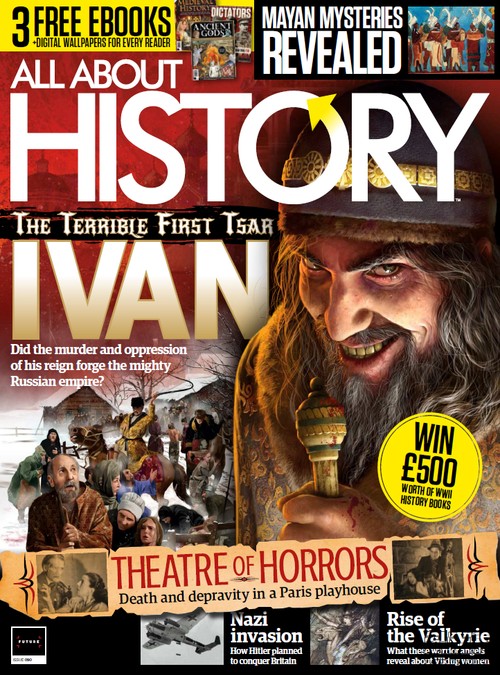 3 FREE EBOOKS
+DIGITAL WALLPAPERS FOR EVERY READER
DICTATORS
ANCIENT
GODS
MAYAN MYSTERIES
REVEALED
ALL ABOUT
HISTORY
THE TERRIBLE FIRST TSAR
IVAN
Did the murder and oppression
of his reign forge the mighty
Russian empire?
WIN
£500
WORTH OF WWII
HISTORY BOOKS
THEATRE OF HORRORS
Death and depravity in a Paris playhouse
FUTURE
Nazi
invasion
How Hitler planned
to conquer Britain
Rise of
the Valkyrie
What these warrior angels
reveal about Viking women